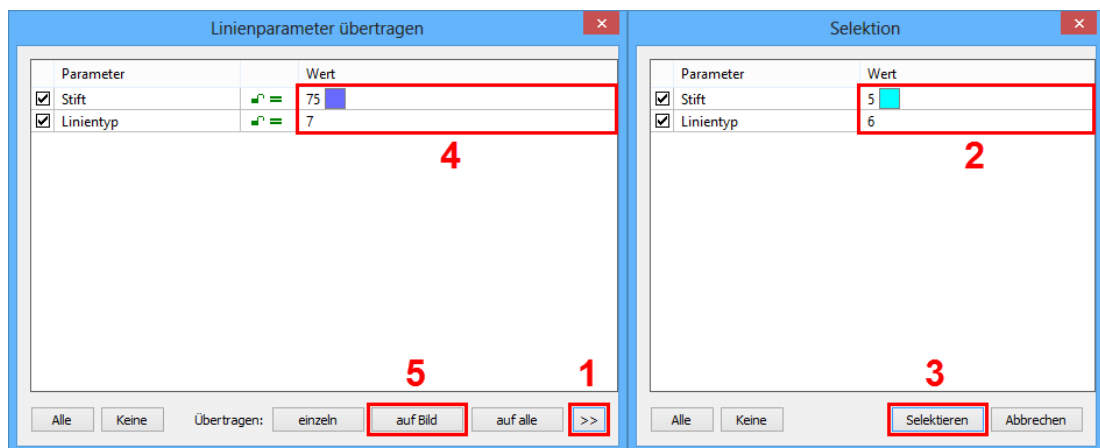 Linienparameter übertragen
×
Parameter Wert
Stift 75
Linientyp 7
4
5
1
Alle Keine Übertragen: einzeln auf Bild auf alle >>
Selektion
×
Parameter Wert
Stift 5
Linientyp 6
2
3
Alle Keine Selektieren Abbrechen